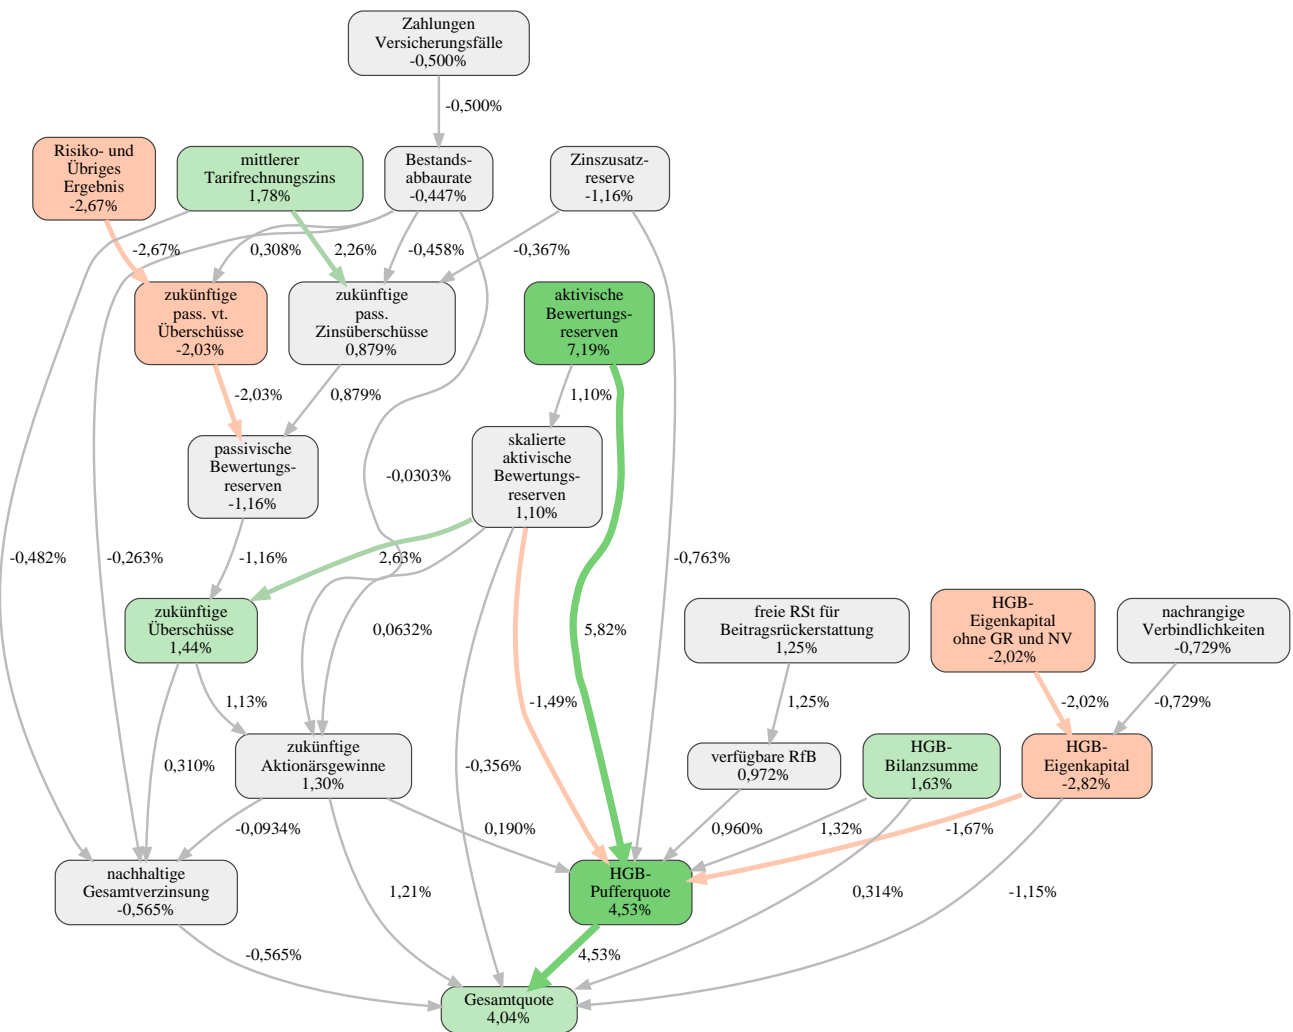 Zahlungen
Versicherungsfälle
-0,500%
-0,500%
Risiko- und
Übriges
Ergebnis
-2,67%
mittlerer
Tarifrechnungszins
1,78%
Bestands-
abbaurate
-0,447%
Zinszusatz-
reserve
-1,16%
-2,67%
0,308%
2,26%
-0,458%
-0,367%
zukünftige
pass. vt.
Überschüsse
-2,03%
zukünftige
pass.
Zinsüberschüsse
0,879%
aktivische
Bewertungs-
reserven
7,19%
-2,03%
0,879%
1,10%
passivische
Bewertungs-
reserven
-1,16%
-0,0303%
skalierte
aktivische
Bewertungs-
reserven
1,10%
-0,482%
-0,263%
-1,16%
2,63%
-0,763%
zukünftige
Überschüsse
1,44%
0,0632%
5,82%
freie RSt für
Beitragsrückerstattung
1,25%
HGB-
Eigenkapital
ohne GR und NV
-2,02%
nachrangige
Verbindlichkeiten
-0,729%
1,13%
-1,49%
1,25%
-2,02%
-0,729%
0,310%
zukünftige
Aktionärsgewinne
1,30%
-0,356%
verfügbare RfB
0,972%
HGB-
Bilanzsumme
1,63%
HGB-
Eigenkapital
-2,82%
-0,0934%
0,190%
0,960%
1,32%
-1,67%
nachhaltige
Gesamtverzinsung
-0,565%
1,21%
HGB-
Pufferquote
4,53%
0,314%
-1,15%
-0,565%
4,53%
Gesamtquote
4,04%